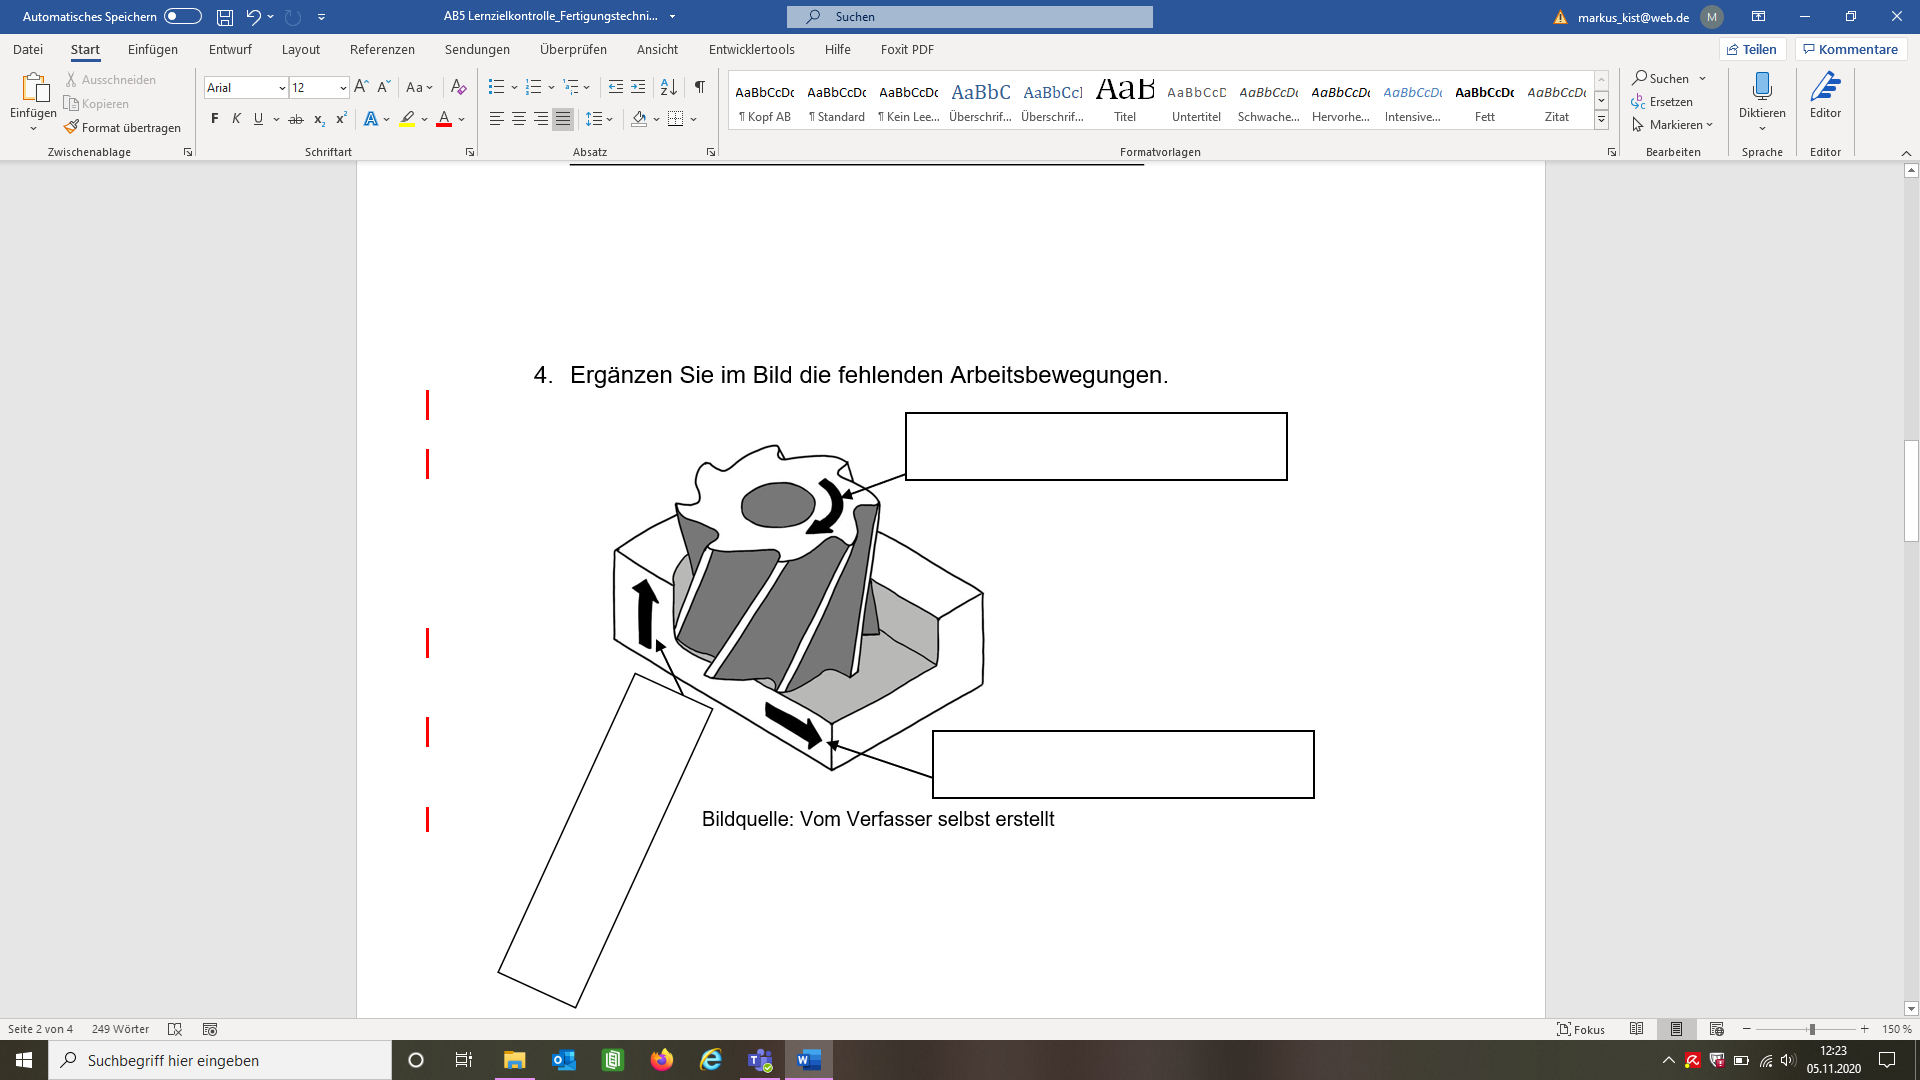 Automatisches Speichern
AB5 Lernzielkontrolle_Fertigungstechni...
Suchen
markus_kist@web.de
M
Datei
Start
Einfügen
Entwurf
Layout
Referenzen
Sendungen
Überprüfen
Ansicht
Entwicklertools
Hilfe
Foxit PDF
Teilen
Kommentare
Einfügen
Ausschneiden
Kopieren
Format übertragen
Zwischenablage
Arial
12
F K U ab x₂ x²
Schriftart
Absatz
AaBbCcDc
¶ Kopf AB
AaBbCcDc
¶ Standard
AaBbCcDc
¶ Kein Lee...
AaBbC
Überschrif...
AaBbCcI
Überschrif...
AaB
Titel
AaBbCcD
Untertitel
AaBbCcDc
Schwache...
AaBbCcDc
Hervorhe...
AaBbCcDc
Intensive...
AaBbCcDc
Fett
AaBbCcDc
Zitat
Formatvorlagen
Suchen
Ersetzen
Markieren
Bearbeiten
Diktieren
Sprache
Editor
Editor
4. Ergänzen Sie im Bild die fehlenden Arbeitsbewegungen.
Bildquelle: Vom Verfasser selbst erstellt
Seite 2 von 4
249 Wörter
Fokus
150 %
Suchbegriff hier eingeben
12:23
05.11.2020